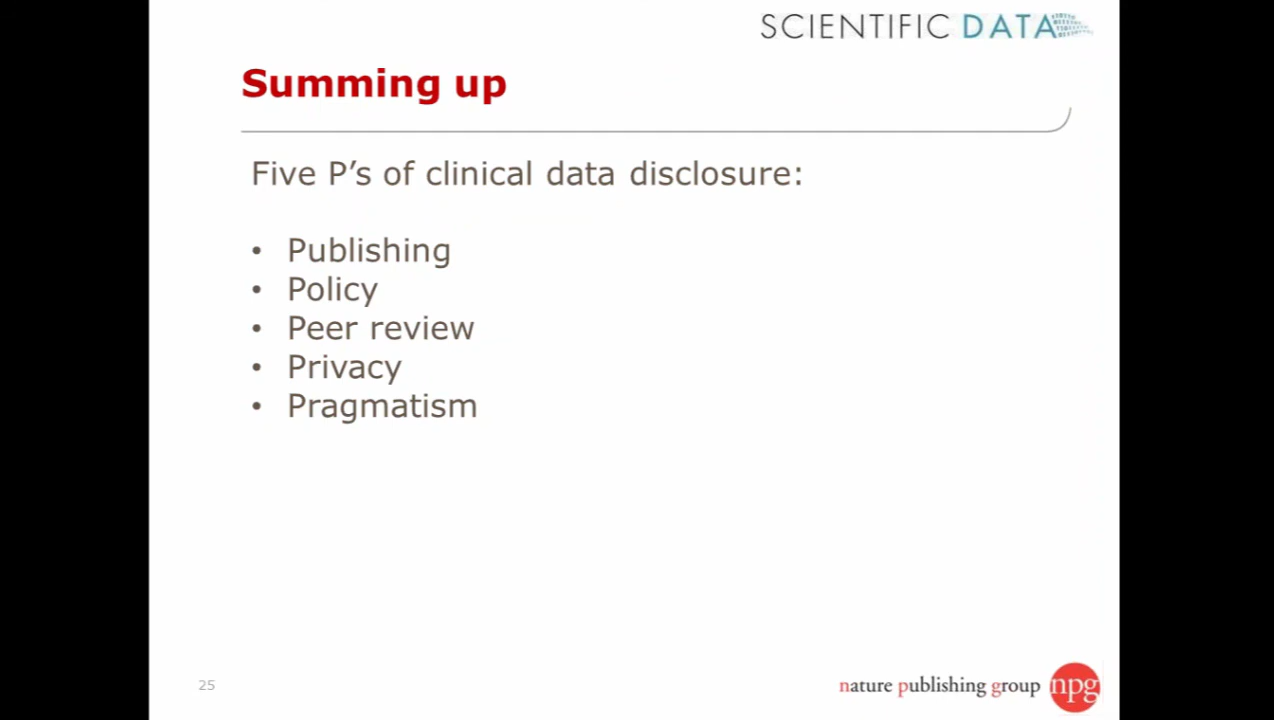 SCIENTIFIC DATA
Summing up
Five P’s of clinical data disclosure:
• Publishing
• Policy
• Peer review
• Privacy
• Pragmatism
25
nature publishing group npg